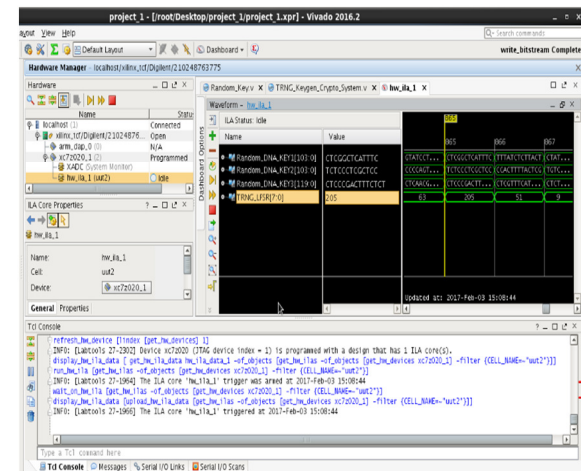 project_1 - [/root/Desktop/project_1/project_1.xpr] - Vivado 2016.2
ayout View Help
Q- Search commands
Default Layout
Dashboard
write_bitstream Complete
Hardware Manager - localhost/xilinx_tcf/Digilent/210248763775
Hardware
Random_Key.v
TRNG_Keygen_Crypto_System.v
hw_ila_1
Waveform - hw_ila_1
ILA Status: Idle
Name
Status
localhost (1)
Connected
xilinx_tcf/Digilent/21024876...
Open
arm_dap_0 (0)
N/A
xc7z020_1 (2)
Programmed
XADC (System Monitor)
hw_ila_1 (uut2)
Idle
Dashboard Options
Name
Value
865
865
866
867
Random_DNA_KEY1[103:0]
CTCGGCTCATTTC
Random_DNA_KEY2[103:0]
TCTCCCTCGCTCC
Random_DNA_KEY3[119:0]
CTCCCGACTTTCTCT
TRNG_LFSR[7:0]
205
63
205
51
9
Updated at: 2017-Feb-03 15:08:44
ILA Core Properties
hw_ila_1
Name:
hw_ila_1
Cell:
uut2
Device:
xc7z020_1
General
Properties
Tcl Console
refresh_hw_device [lindex [get_hw_devices] 1]
INFO: [Labtools 27-2302] Device xc7z020 (JTAG device index = 1) is programmed with a design that has 1 ILA core(s).
display_hw_ila_data [ get_hw_ila_data hw_ila_data_1 -of_objects [get_hw_ilas -of_objects [get_hw_devices xc7z020_1] -filter {CELL_NAME=~"uut2"}]]
run_hw_ila [get_hw_ilas -of_objects [get_hw_devices xc7z020_1] -filter {CELL_NAME=~"uut2"}]
INFO: [Labtools 27-1964] The ILA core 'hw_ila_1' trigger was armed at 2017-Feb-03 15:08:44
wait_on_hw_ila [get_hw_ilas -of_objects [get_hw_devices xc7z020_1] -filter {CELL_NAME=~"uut2"}]
display_hw_ila_data [upload_hw_ila_data [get_hw_ilas -of_objects [get_hw_devices xc7z020_1] -filter {CELL_NAME=~"uut2"}]]
INFO: [Labtools 27-1966] The ILA core 'hw_ila_1' triggered at 2017-Feb-03 15:08:44
Type a Tcl command here
Tcl Console
Messages
Serial I/O Links
Serial I/O Scans